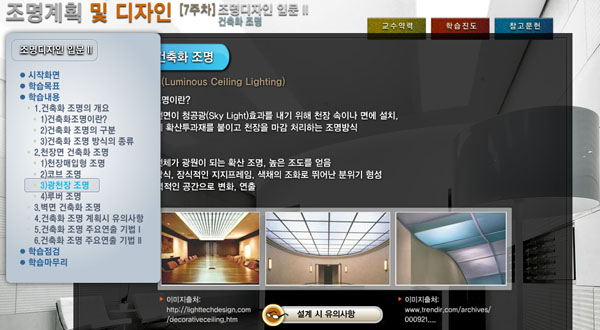 조명계획 및 디자인 [7주차] 조명디자인 입문 II
건축화 조명
교수약력
학습진도
참고문헌
조명디자인 입문 II
시작화면
학습목표
학습내용
1.건축화 조명의 개요
1)건축화조명이란?
2)건축화 조명의 구분
3)건축화 조명 방식의 종류
2.천장면 건축화 조명
1)천장매입형 조명
2)코브 조명
3)광천장 조명
4)루버 조명
3.벽면 건축화 조명
4.건축화 조명 계획시 유의사항
5.건축화 조명 주요연출 기법 I
6.건축화 조명 주요연출 기법 II
학습점검
학습마무리
건축화 조명
(Luminous Ceiling Lighting)
명이란?
면이 청공광(Sky Light)효과를 내기 위해 천장 속이나 면에 설치,
확산투과재를 붙이고 천장을 마감 처리하는 조명방식
체가 광원이 되는 확산 조명, 높은 조도를 얻음
식, 장식적인 지지프레임, 색채의 조화로 뛰어난 분위기 형성
적인 공간으로 변화, 연출
이미지출처:
http://lighttechdesign.com
/decorativeceiling.htm
설계 시 유의사항
이미지출처:
www.trendir.com/archives/
000921,...